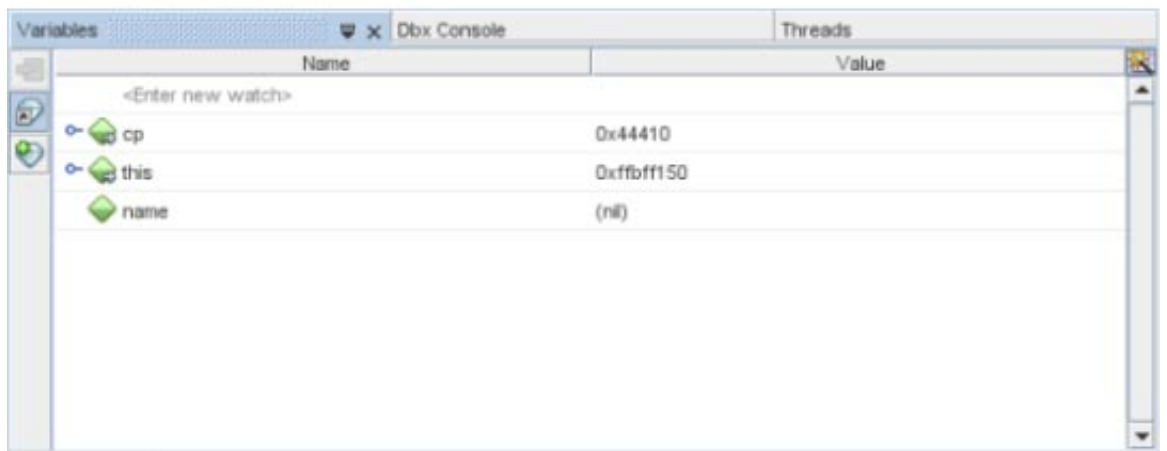 Variables Dbx Console Threads
Name Value
<Enter new watch>
cp 0x44410
this 0xffbff150
name (nil)